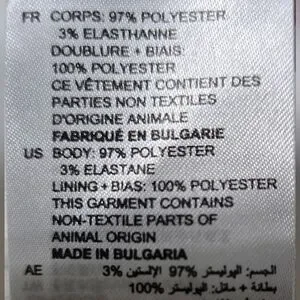 FR CORPS: 97% POLYESTER
3% ELASTHANNE
DOUBLURE + BIAIS:
100% POLYESTER
CE VÊTEMENT CONTIENT DES
PARTIES NON TEXTILES
D'ORIGINE ANIMALE
FABRIQUÉ EN BULGARIE
US BODY: 97% POLYESTER
3% ELASTANE
LINING + BIAS: 100% POLYESTER
THIS GARMENT CONTAINS
NON-TEXTILE PARTS OF
ANIMAL ORIGIN
MADE IN BULGARIA
AE الجسم: البوليستر 97% الالستين 3%
بطانة + مائل: البوليستر 100%